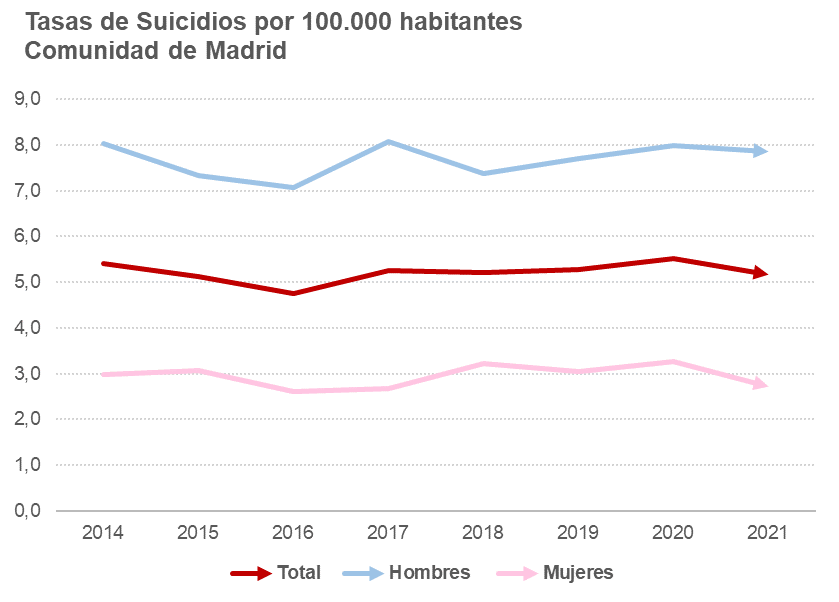 Tasas de Suicidios por 100.000 habitantes
Comunidad de Madrid
9,0
8,0
7,0
6,0
5,0
4,0
3,0
2,0
1,0
0,0
2014 2015 2016 2017 2018 2019 2020 2021
Total Hombres Mujeres